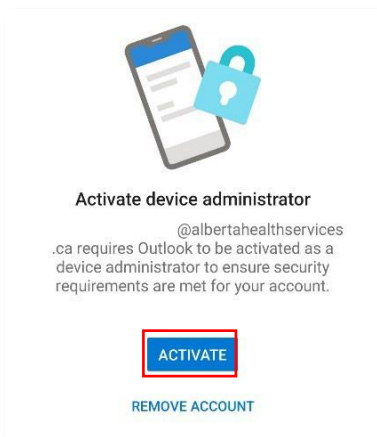 Activate device administrator
@albertahealthservices
.ca requires Outlook to be activated as a
device administrator to ensure security
requirements are met for your account.
ACTIVATE
REMOVE ACCOUNT